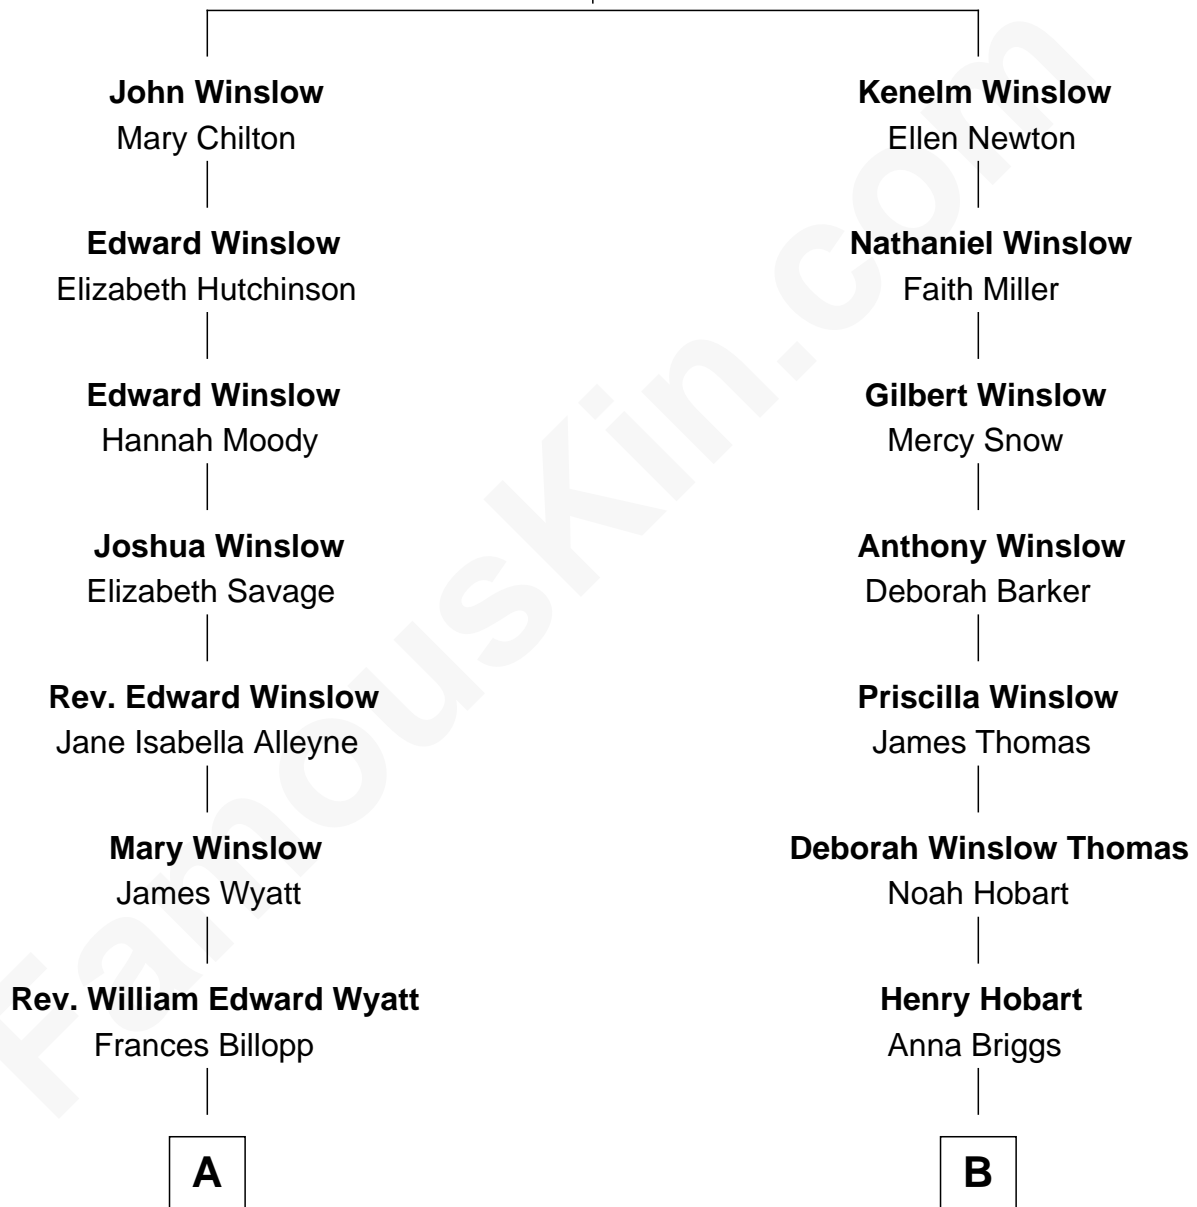 John Winslow
Mary Chilton
Edward Winslow
Elizabeth Hutchinson
Edward Winslow
Hannah Moody
Joshua Winslow
Elizabeth Savage
Rev. Edward Winslow
Jane Isabella Alleyne
Mary Winslow
James Wyatt
Rev. William Edward Wyatt
Frances Billopp
A
Kenelm Winslow
Ellen Newton
Nathaniel Winslow
Faith Miller
Gilbert Winslow
Mercy Snow
Anthony Winslow
Deborah Barker
Priscilla Winslow
James Thomas
Deborah Winslow Thomas
Noah Hobart
Henry Hobart
Anna Briggs
B
FamousKin.com